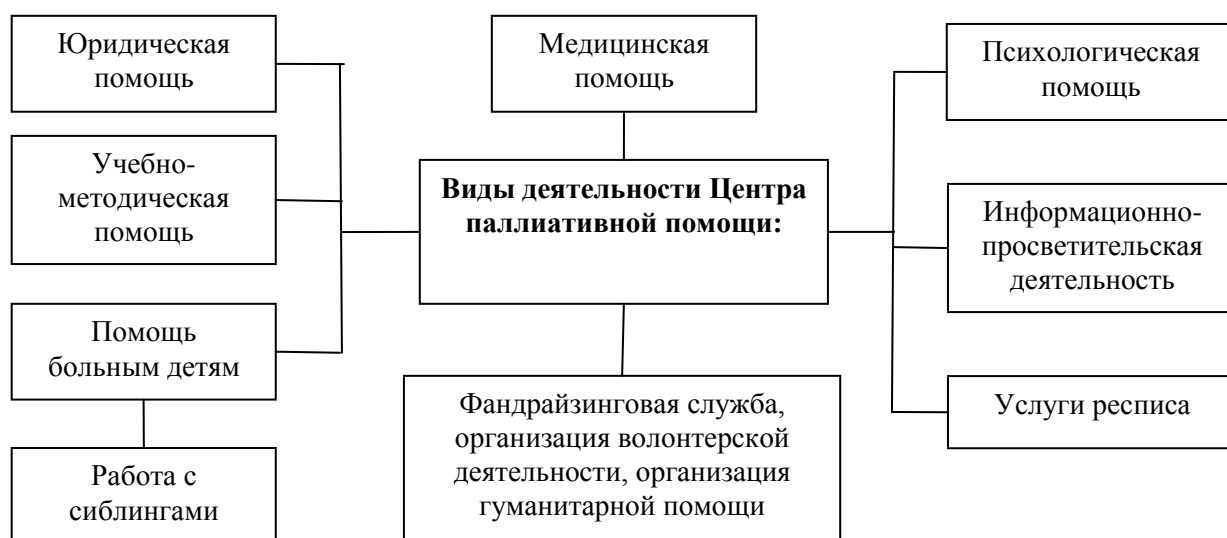 Юридическая
помощь
Медицинская
помощь
Психологическая
помощь
Учебно-
методическая
помощь
Виды деятельности Центра
паллиативной помощи:
Информационно-
просветительская
деятельность
Помощь
больным детям
Фандрайзинговая служба,
организация волонтерской
деятельности, организация
гуманитарной помощи
Услуги респиса
Работа с
сиблингами